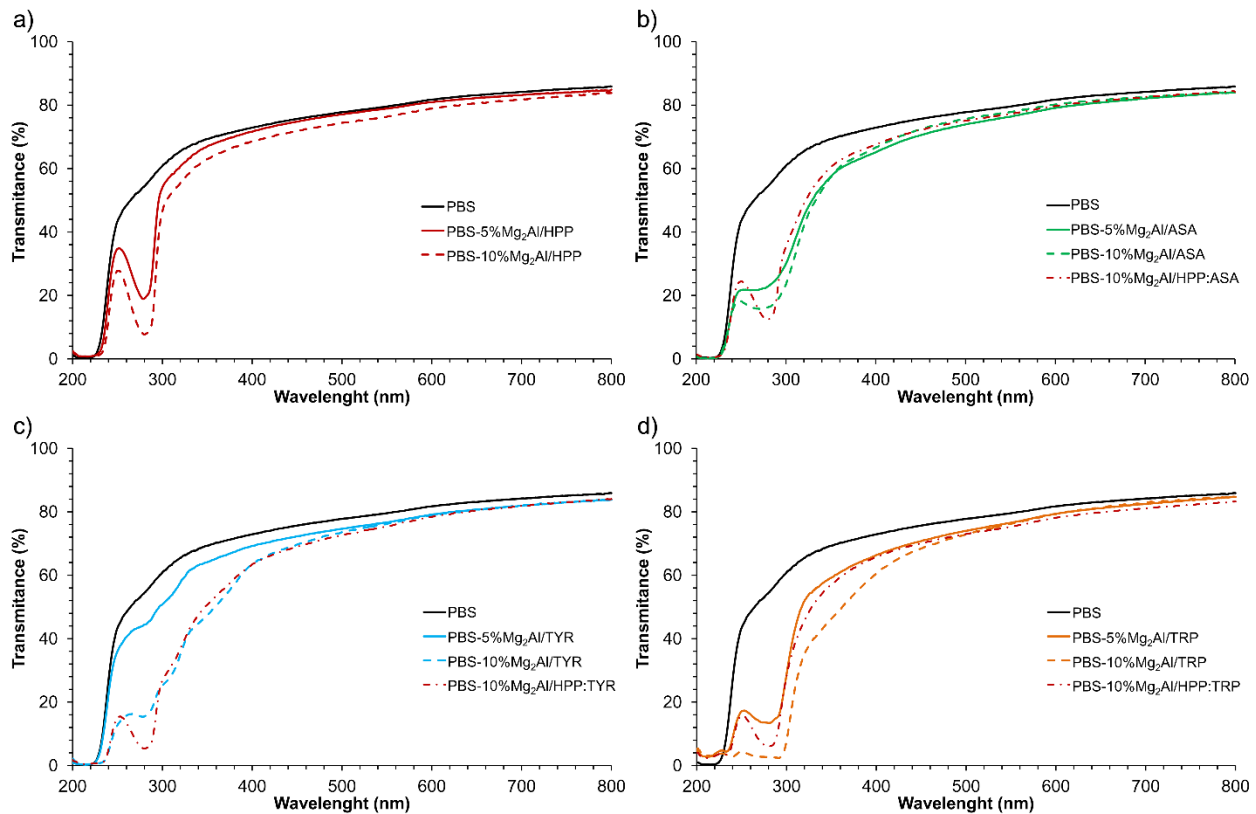 a)
100
80
60
40
20
0
Transmitance (%)
PBS
PBS-5%Mg₂Al/HPP
PBS-10%Mg₂Al/HPP
200 300 400 500 600 700 800
Wavelenght (nm)
b)
100
80
60
40
20
0
Transmitance (%)
PBS
PBS-5%Mg₂Al/ASA
PBS-10%Mg₂Al/ASA
PBS-10%Mg₂Al/HPP:ASA
200 300 400 500 600 700 800
Wavelenght (nm)
c)
100
80
60
40
20
0
Transmitance (%)
PBS
PBS-5%Mg₂Al/TYR
PBS-10%Mg₂Al/TYR
PBS-10%Mg₂Al/HPP:TYR
200 300 400 500 600 700 800
Wavelenght (nm)
d)
100
80
60
40
20
0
Transmitance (%)
PBS
PBS-5%Mg₂Al/TRP
PBS-10%Mg₂Al/TRP
PBS-10%Mg₂Al/HPP:TRP
200 300 400 500 600 700 800
Wavelenght (nm)